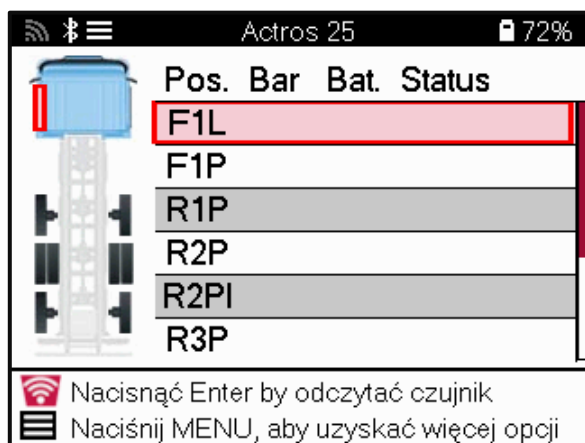 Actros 25 72%
Pos. Bar Bat. Status
F1L
F1P
R1P
R2P
R2PI
R3P
Nacisnąć Enter by odczytać czujnik
Naciśnij MENU, aby uzyskać więcej opcji